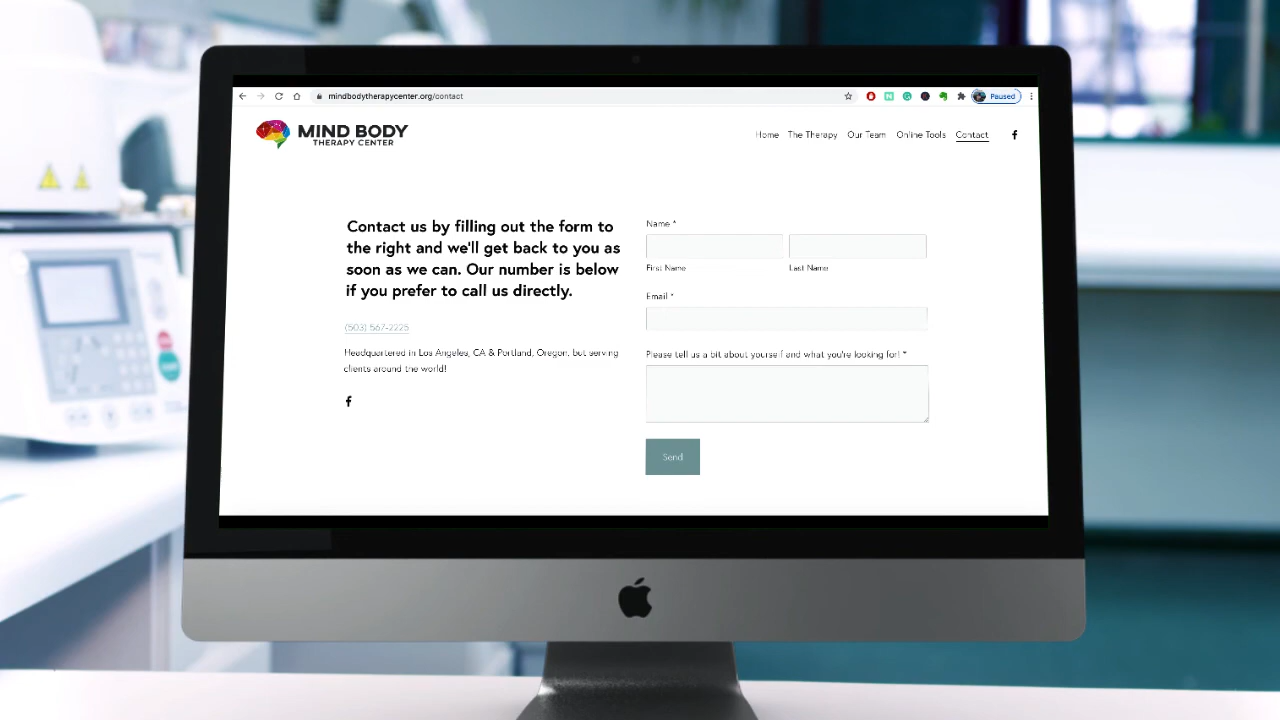 mindbodytherapycenter.org/contact
Paused
MIND BODY
THERAPY CENTER
Home The Therapy Our Team Online Tools Contact
Contact us by filling out the form to
the right and we'll get back to you as
soon as we can. Our number is below
if you prefer to call us directly.
(503) 567-2225
Headquartered in Los Angeles, CA & Portland, Oregon, but serving
clients around the world!
Name *
First Name Last Name
Email *
Please tell us a bit about yourself and what you're looking for! *
Send